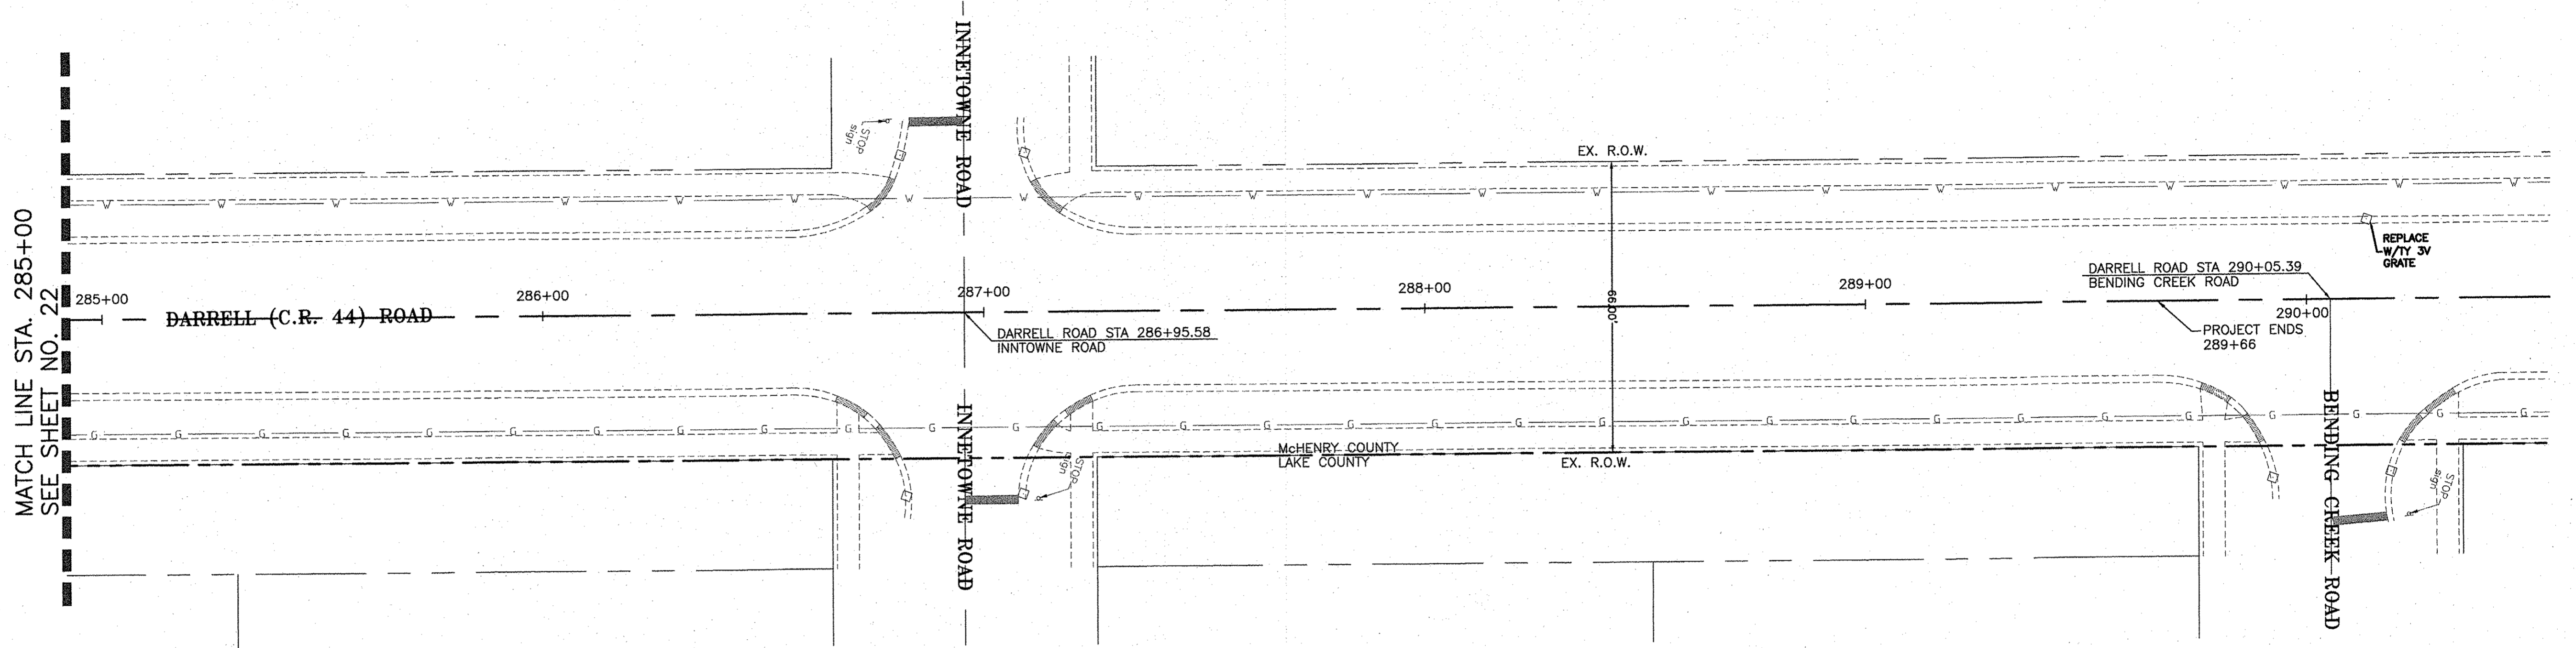 MATCH LINE STA. 285+00
SEE SHEET NO. 22
INNETOWNE ROAD
STOP
sign
EX. R.O.W.
W W W W W W W W W W W W W W W W W W W W W W
REPLACE
W/TY 3V
GRATE
285+00
286+00
287+00
288+00
289+00
290+00
DARRELL (C.R. 44) ROAD
DARRELL ROAD STA 286+95.58
INNTOWNE ROAD
66.00'
DARRELL ROAD STA 290+05.39
BENDING CREEK ROAD
PROJECT ENDS
289+66
G G G G G G G G G G G G G G G G G G G G G G G G G G G G G G
McHENRY COUNTY
LAKE COUNTY
EX. R.O.W.
INNETOWNE ROAD
STOP
sign
BENDING CREEK ROAD
STOP
sign